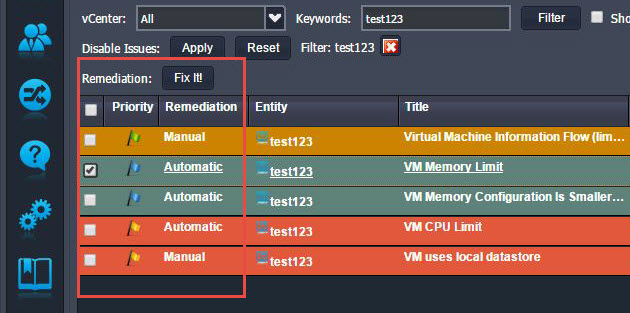 vCenter: All Keywords: test123 Filter Sho
Disable Issues: Apply Reset Filter: test123
Remediation: Fix It!
Priority Remediation Entity Title
Manual test123 Virtual Machine Information Flow (lim...
Automatic test123 VM Memory Limit
Automatic test123 VM Memory Configuration Is Smaller...
Automatic test123 VM CPU Limit
Manual test123 VM uses local datastore